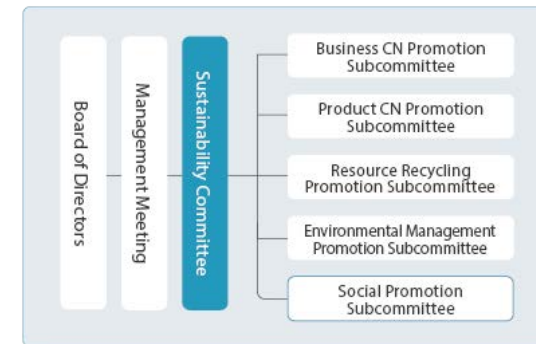 Board of Directors
Management Meeting
Sustainability Committee
Business CN Promotion
Subcommittee
Product CN Promotion
Subcommittee
Resource Recycling
Promotion Subcommittee
Environmental Management
Promotion Subcommittee
Social Promotion
Subcommittee